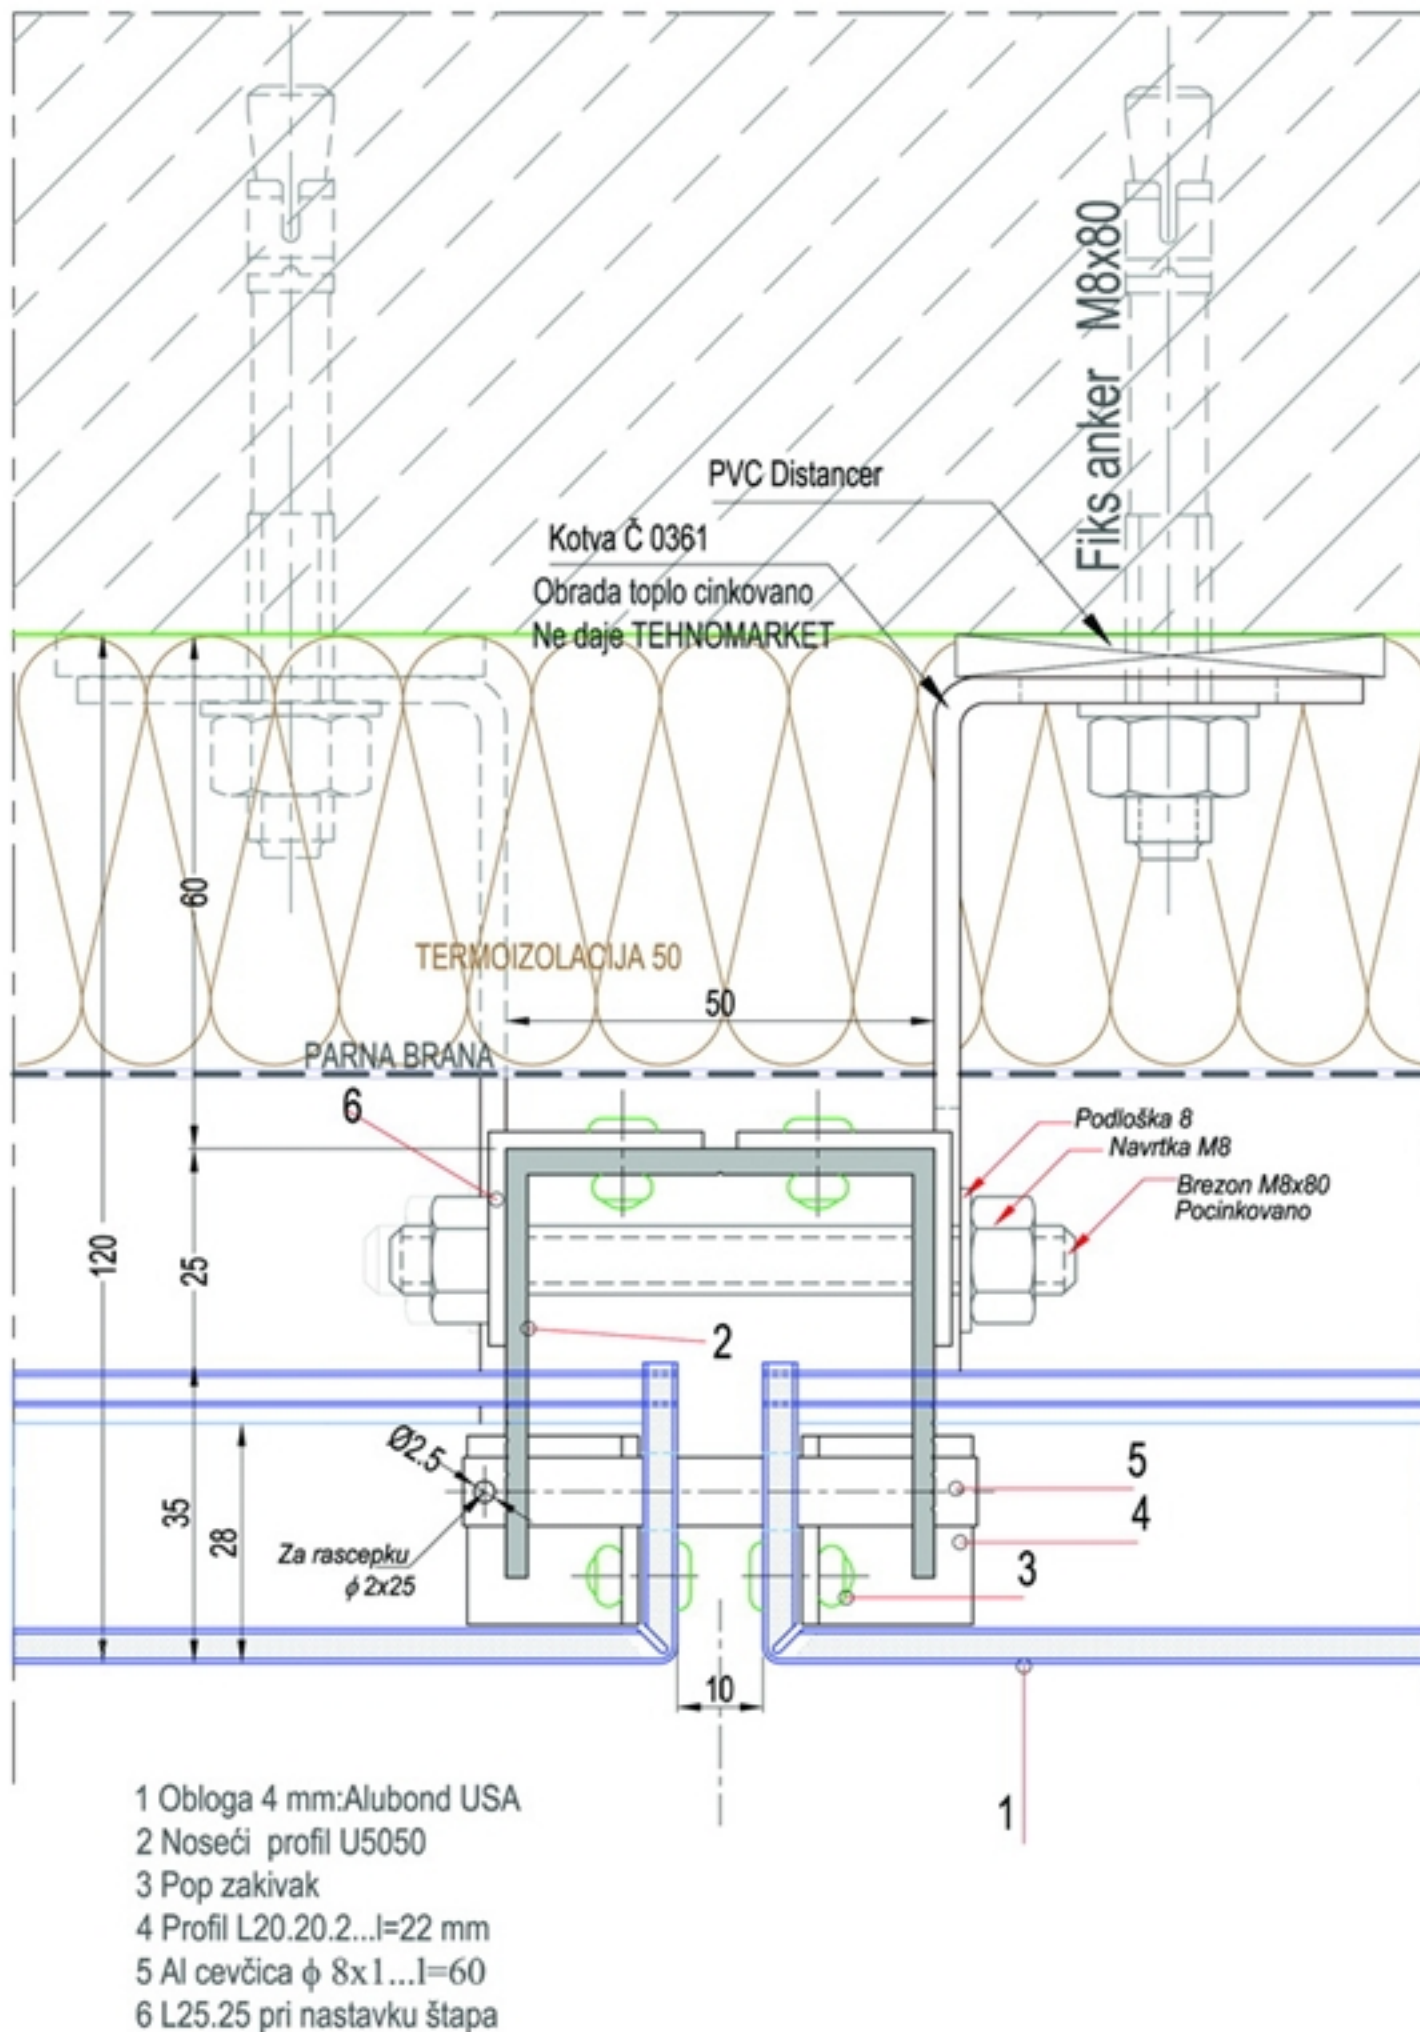 Fiks anker M8x80
PVC Distancer
Kotva Č 0361
Obrada toplo cinkovano
Ne daje TEHNOMARKET
60
TERMOIZOLACIJA 50
50
PARNA BRANA
6
Podloška 8
Navrtka M8
Brezon M8x80
Pocinkovano
120
25
2
Ø2.5
5
35
28
4
Za rascepku
ϕ 2x25
3
10
1
1 Obloga 4 mm:Alubond USA
2 Noseći profil U5050
3 Pop zakivak
4 Profil L20.20.2...l=22 mm
5 Al cevčica ϕ 8x1...l=60
6 L25.25 pri nastavku štapa